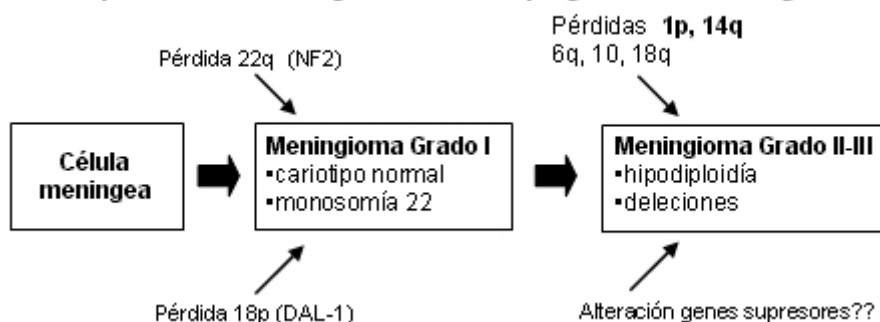 Pérdidas 1p, 14q
6q, 10, 18q
Pérdida 22q (NF2)
Célula
meningea
Meningioma Grado I
▪cariotipo normal
▪monosomía 22
Meningioma Grado II-III
▪hipodiploidía
▪deleciones
Pérdida 18p (DAL-1)
Alteración genes supresores??